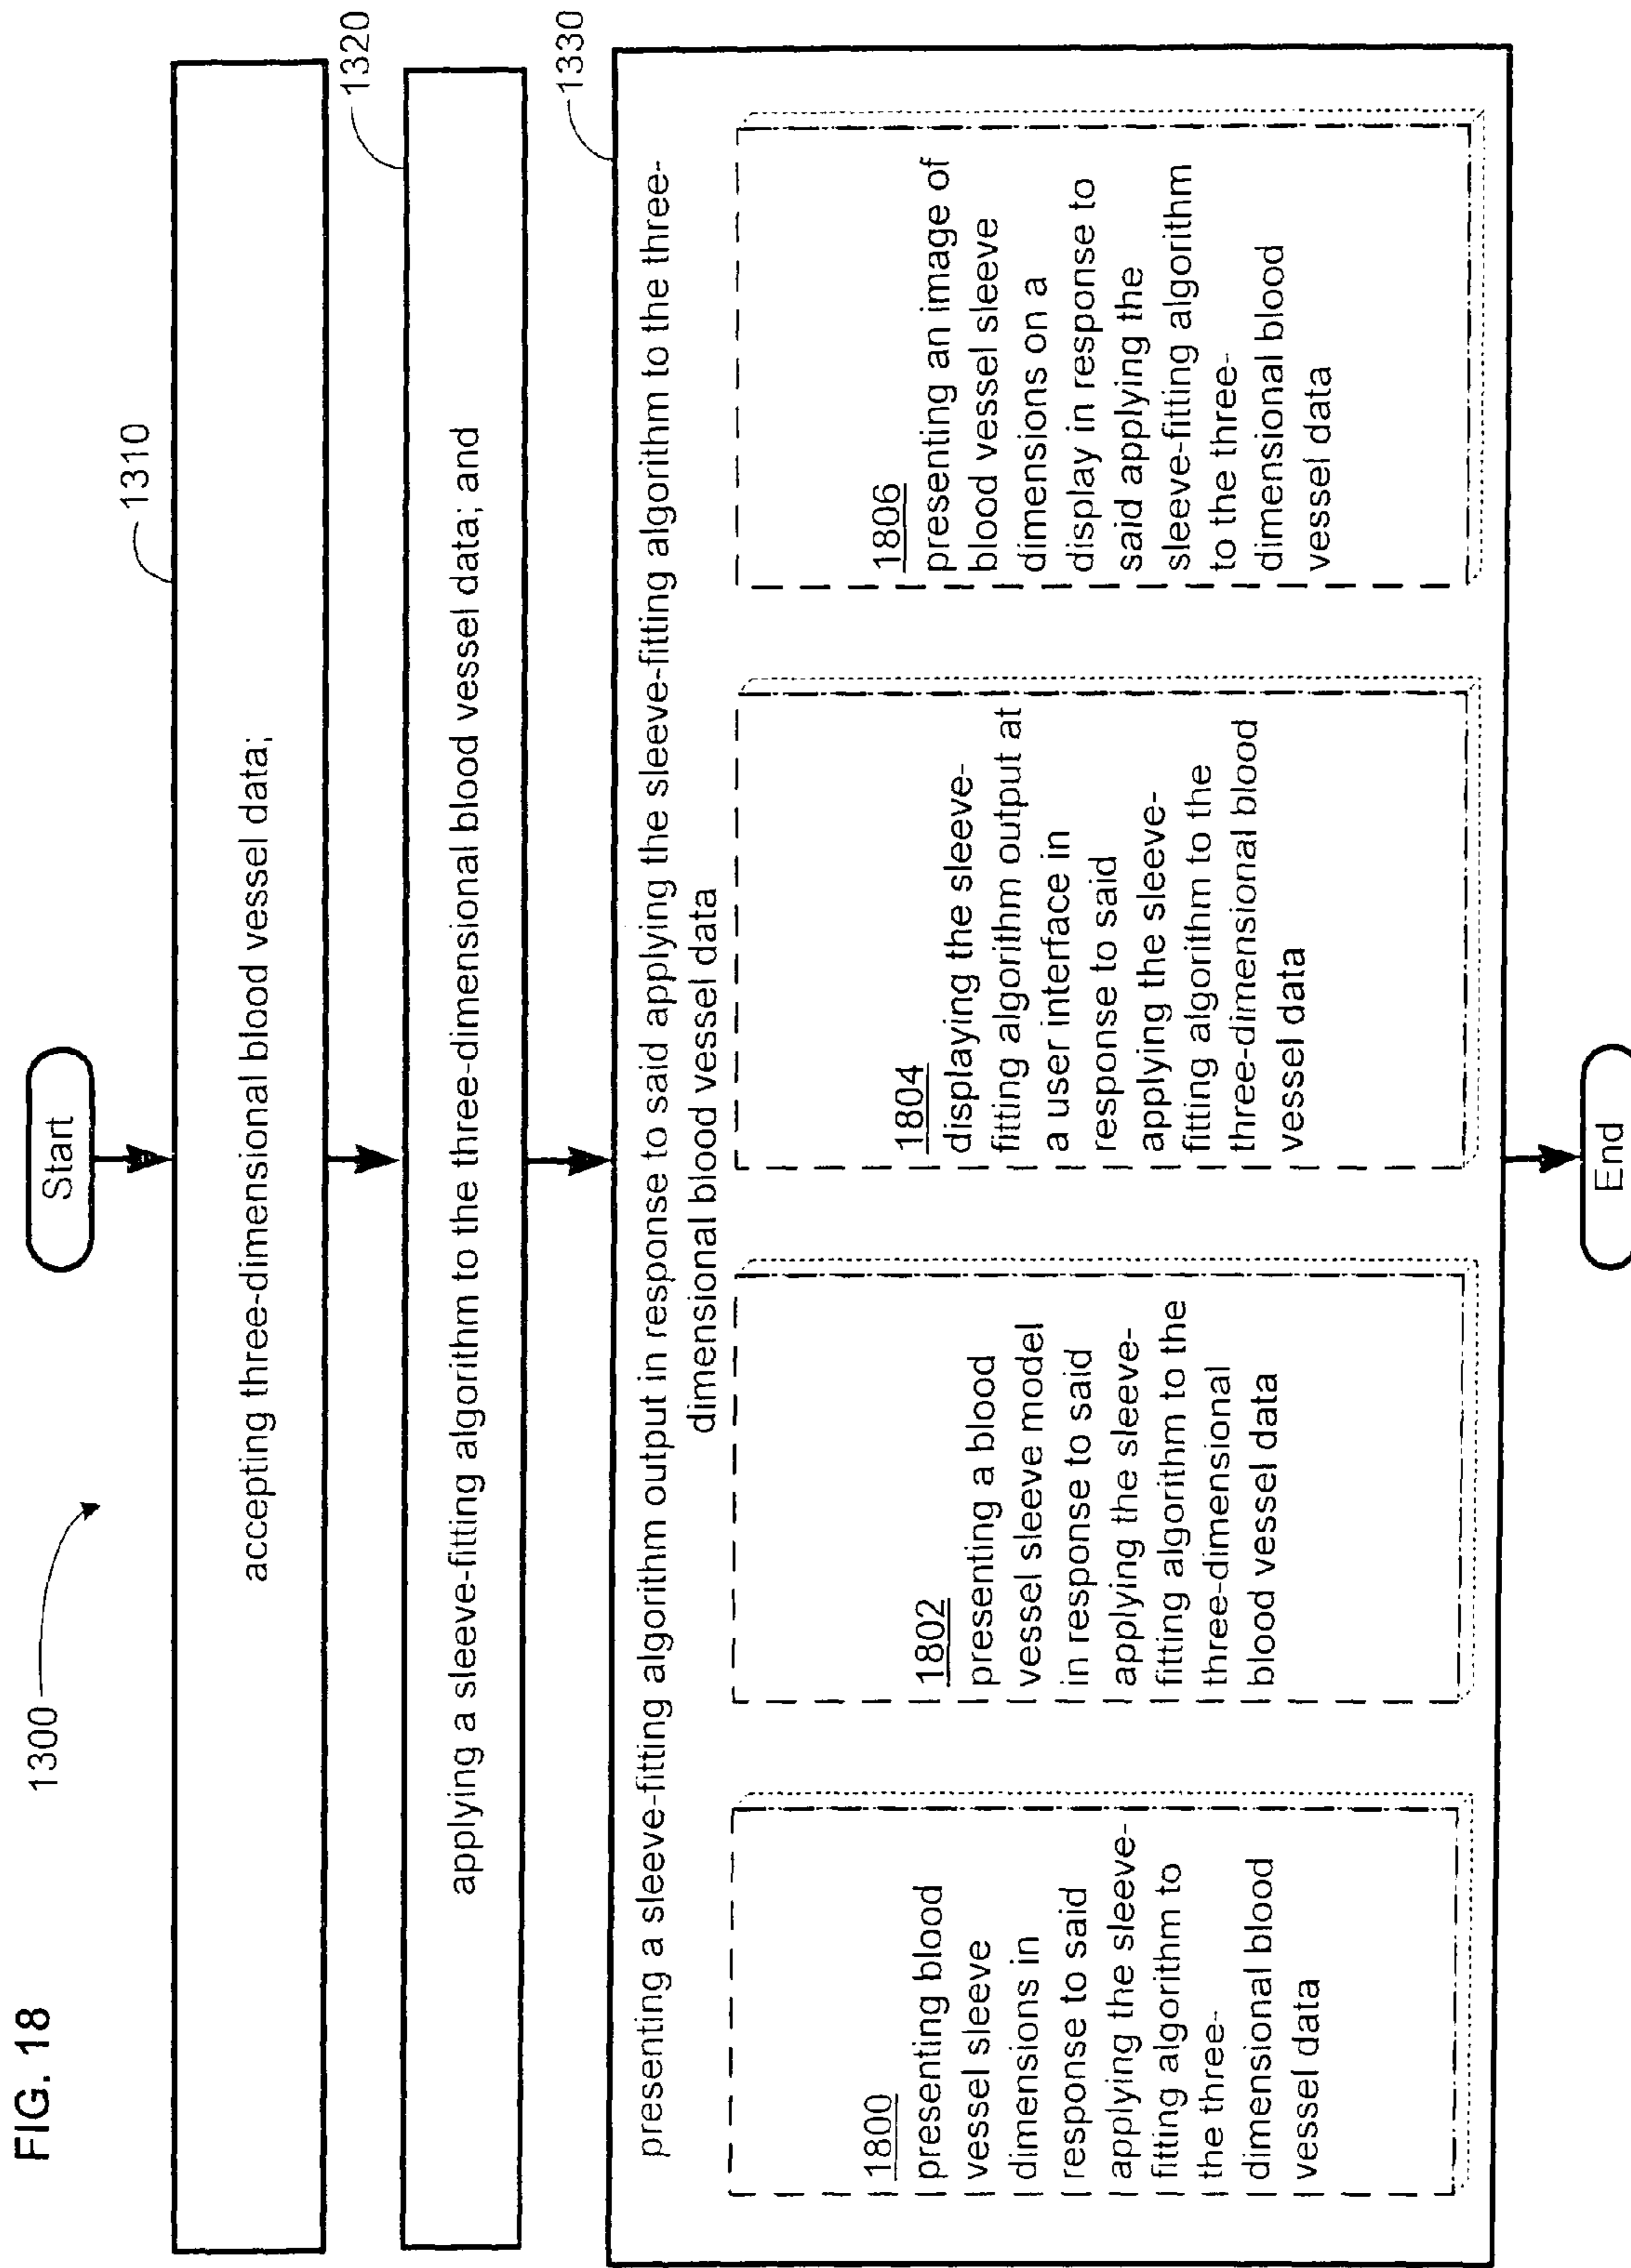 FIG. 18
1300
Start
1310
accepting three-dimensional blood vessel data;
1320
applying a sleeve-fitting algorithm to the three-dimensional blood vessel data; and
1330
presenting a sleeve-fitting algorithm output in response to said applying the sleeve-fitting algorithm to the three-
dimensional blood vessel data
1800
presenting blood
vessel sleeve
dimensions in
response to said
applying the sleeve-
fitting algorithm to
the three-
dimensional blood
vessel data
1802
presenting a blood
vessel sleeve model
in response to said
applying the sleeve-
fitting algorithm to the
three-dimensional
blood vessel data
1804
displaying the sleeve-
fitting algorithm output at
a user interface in
response to said
applying the sleeve-
fitting algorithm to the
three-dimensional blood
vessel data
1806
presenting an image of
blood vessel sleeve
dimensions on a
display in response to
said applying the
sleeve-fitting algorithm
to the three-
dimensional blood
vessel data
End